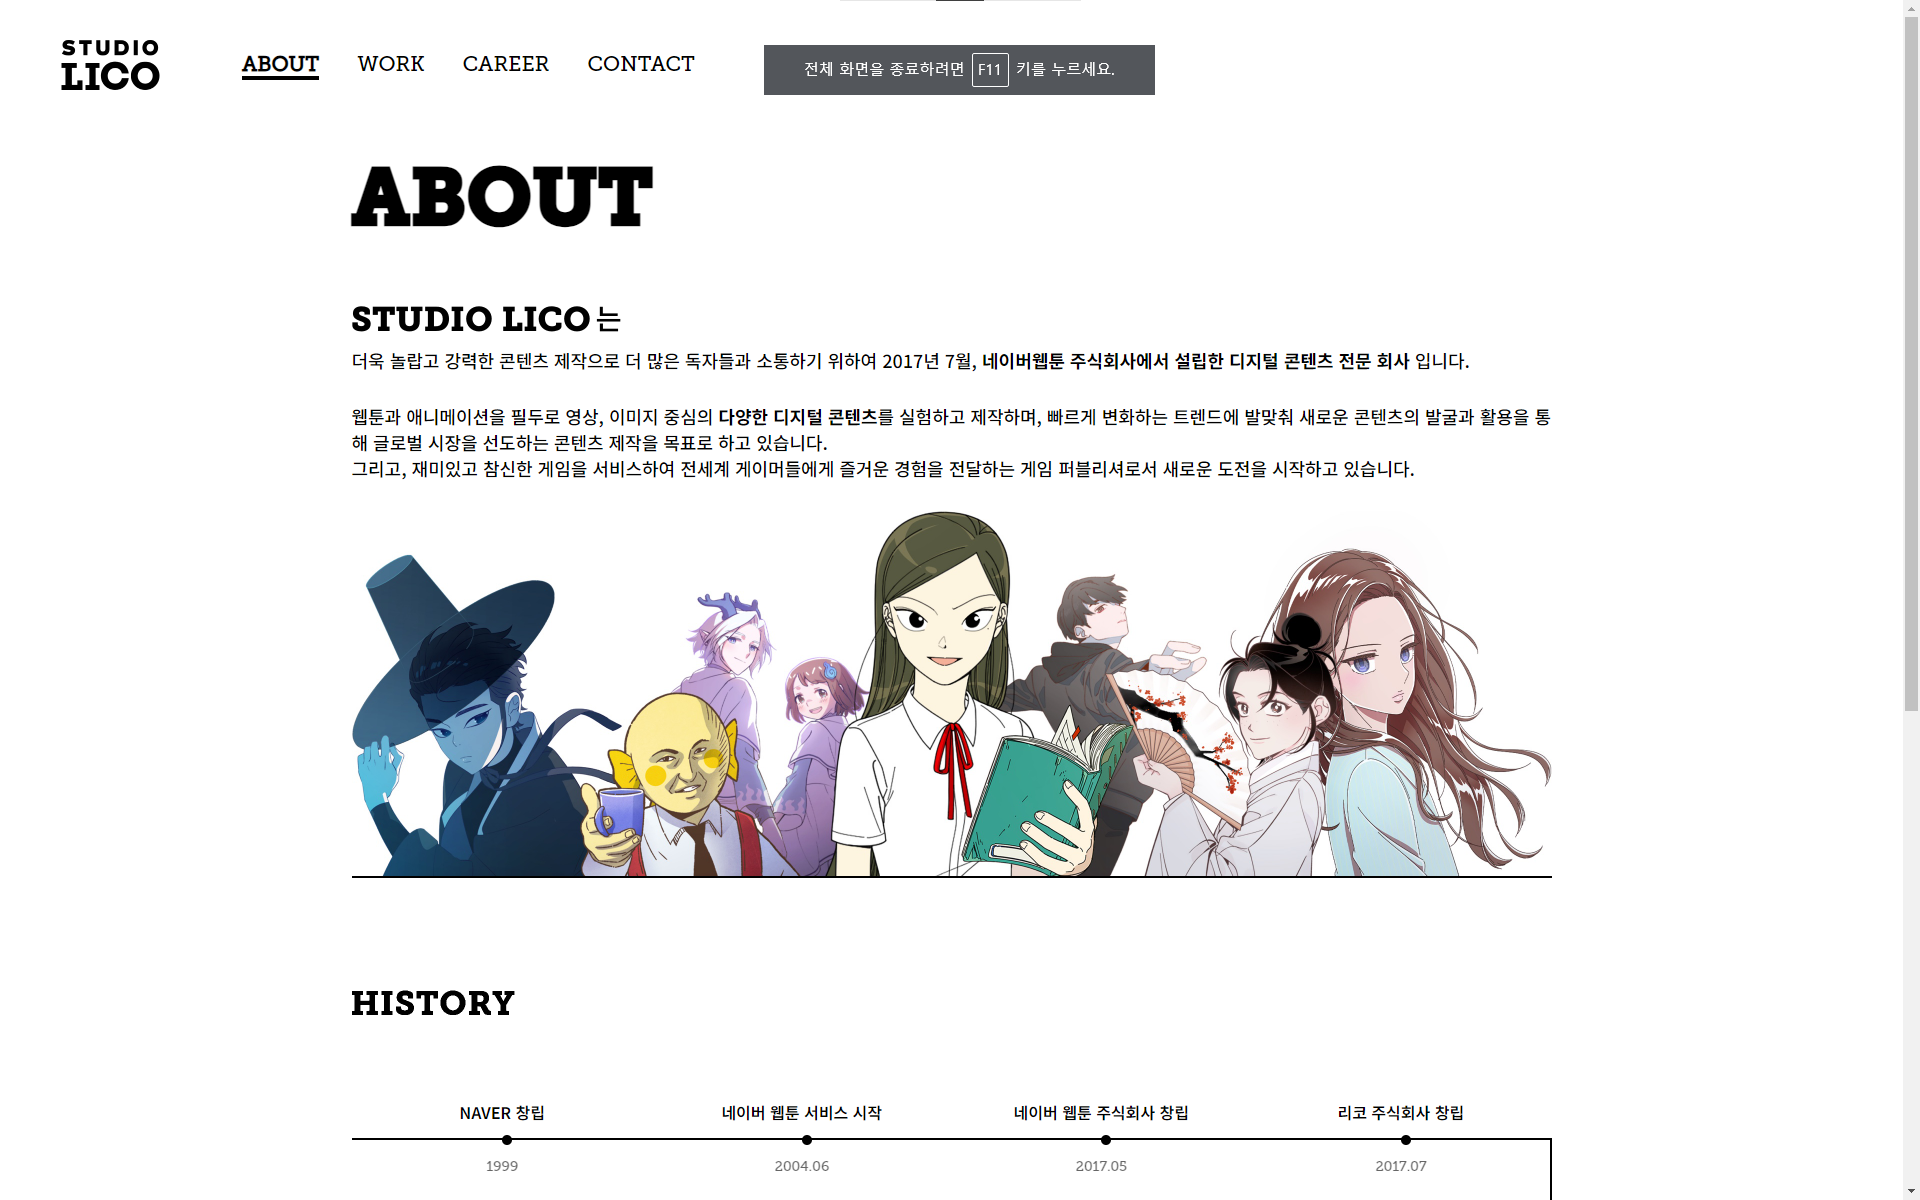 STUDIO
LICO
ABOUT
WORK
CAREER
CONTACT
전체 화면을 종료하려면 F11 키를 누르세요.
ABOUT
STUDIO LICO 는
더욱 놀랍고 강력한 콘텐츠 제작으로 더 많은 독자들과 소통하기 위하여 2017년 7월, 네이버웹툰 주식회사에서 설립한 디지털 콘텐츠 전문 회사 입니다.
웹툰과 애니메이션을 필두로 영상, 이미지 중심의 다양한 디지털 콘텐츠를 실험하고 제작하며, 빠르게 변화하는 트렌드에 발맞춰 새로운 콘텐츠의 발굴과 활용을 통
해 글로벌 시장을 선도하는 콘텐츠 제작을 목표로 하고 있습니다.
그리고, 재미있고 참신한 게임을 서비스하여 전세계 게이머들에게 즐거운 경험을 전달하는 게임 퍼블리셔로서 새로운 도전을 시작하고 있습니다.
HISTORY
NAVER 창립
네이버 웹툰 서비스 시작
네이버 웹툰 주식회사 창립
리코 주식회사 창립
1999
2004.06
2017.05
2017.07